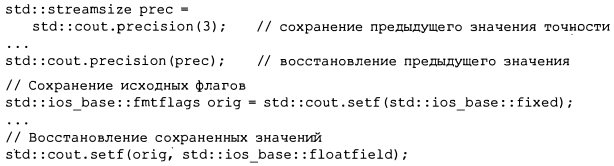 std::streamsize prec =
std::cout.precision(3); // сохранение предыдущего значения точности
...
std::cout.precision(prec); // восстановление предыдущего значения
// Сохранение исходных флагов
std::ios_base::fmtflags orig = std::cout.setf(std::ios_base::fixed);
...
// Восстановление сохраненных значений
std::cout.setf(orig, std::ios_base::floatfield);